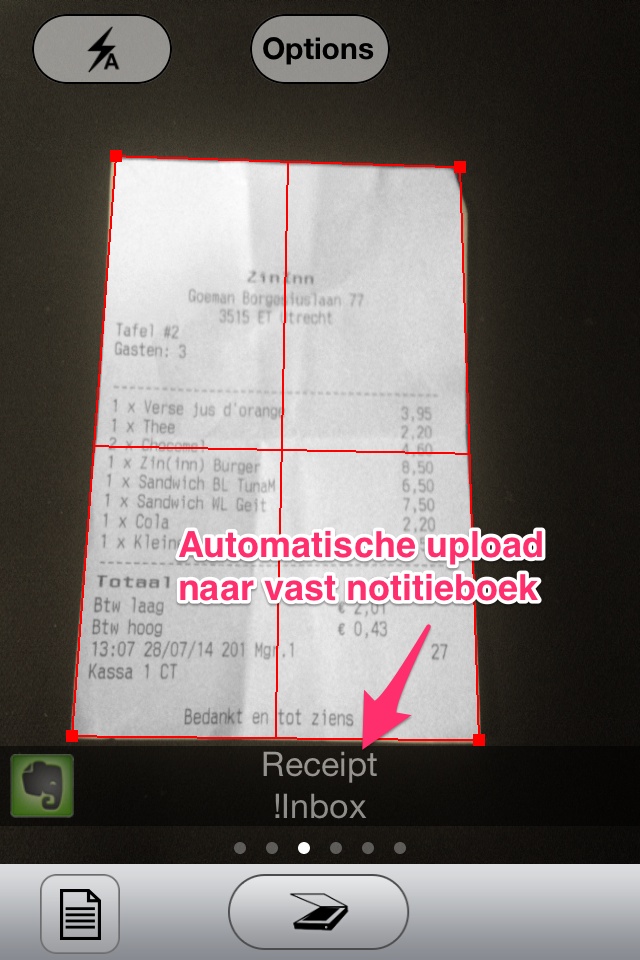 A
Options
ZinInn
Goeman Borgesiuslaan 77
3515 ET Utrecht
Tafel #2
Gasten: 3
1 x Verse jus d'orange 3,95
1 x Thee 2,20
2 x Chocomel 4,60
1 x Zin(inn) Burger 8,50
1 x Sandwich BL TunaM 6,50
1 x Sandwich WL Geit 7,50
1 x Cola 2,20
1 x Klein
Automatische upload
naar vast notitieboek
Totaal
Btw laag € 2,01
Btw hoog € 0,43
13:07 28/07/14 201 Mgr.1 27
Kassa 1 CT
Bedankt en tot ziens
Receipt
!Inbox